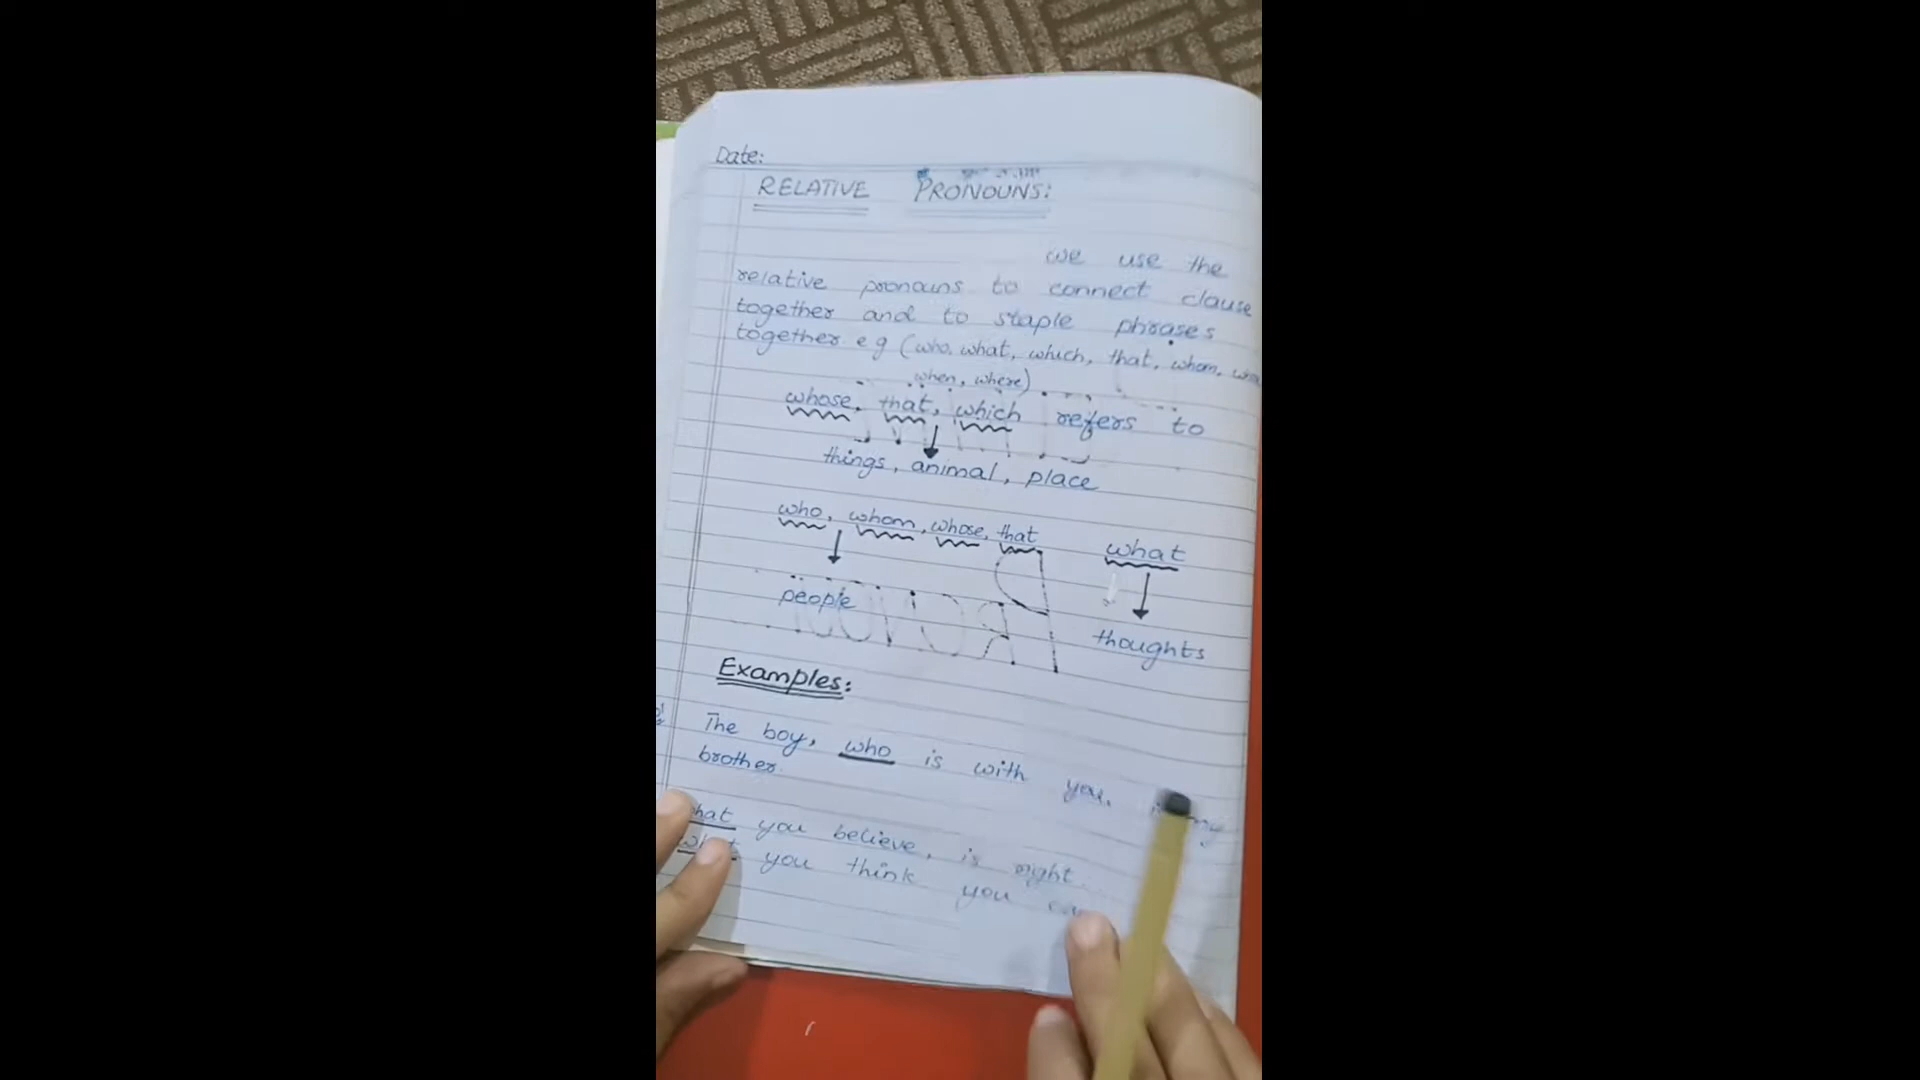 Date:
RELATIVE PRONOUNS:
we use the
relative pronouns to connect clause
together and to staple phrases
together e g (who, what, which, that, whom,
when, where)
whose, that, which refers to
things, animal, place
who, whom, whose, that
what
people
thoughts
Examples:
The boy, who is with you, is my
brother.
you believe, is right
you think you